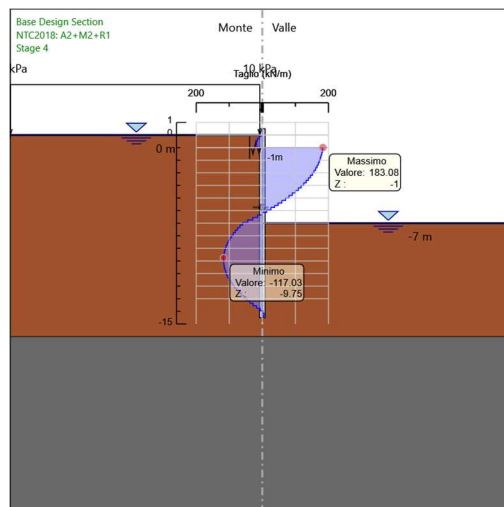 Base Design Section
NTC2018: A2+M2+R1
Stage 4
Monte
Valle
kPa
10 kPa
Taglio (kN/m)
200
200
1
0
0 m
-1m
Massimo
Valore: 183.08
Z : -1
-7 m
Minimo
Valore: -117.03
Z : -9.75
-15